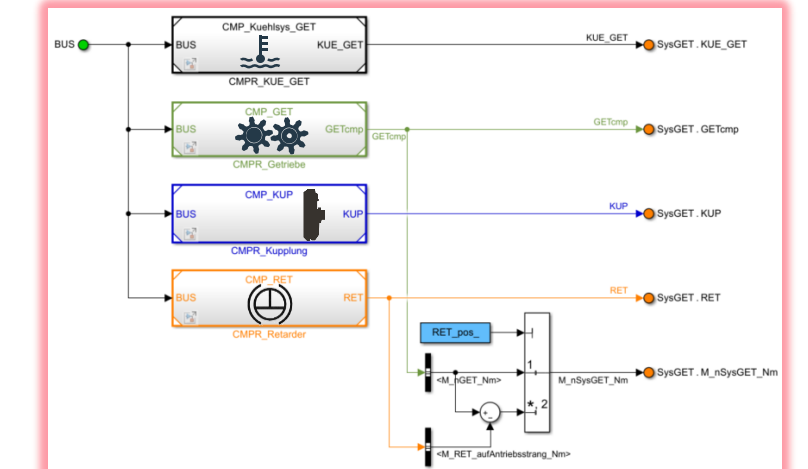 CMP_Kuehlsys_GET
BUS
BUS
KUE_GET
KUE_GET
SysGET . KUE_GET
CMPR_KUE_GET
CMP_GET
BUS
GETcmp
GETcmp
GETcmp
SysGET . GETcmp
CMPR_Getriebe
CMP_KUP
BUS
KUP
KUP
SysGET . KUP
CMPR_Kupplung
CMP_RET
BUS
RET
RET
SysGET . RET
CMPR_Retarder
RET_pos_
1
<M_nGET_Nm>
M_nSysGET_Nm
SysGET . M_nSysGET_Nm
*, 2
+
-
<M_RET_aufAntriebsstrang_Nm>